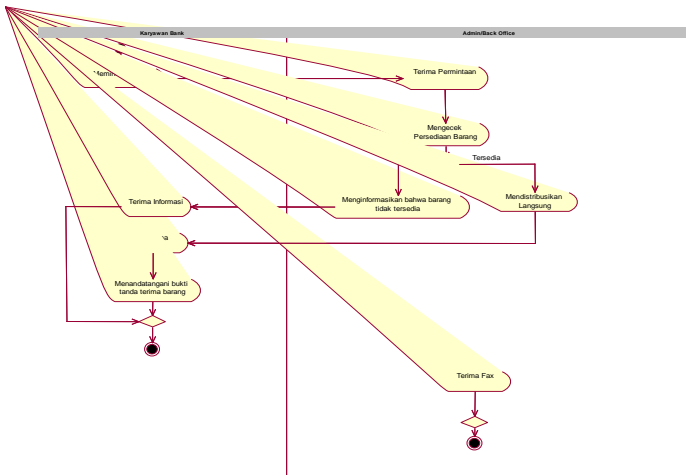 Karyawan Bank
Admin/Back Office
Terima Permintaan
Mengecek
Persediaan Barang
Tersedia
Terima Informasi
Menginformasikan bahwa barang
tidak tersedia
Mendistribusikan
Langsung
Menandatangani bukti
tanda terima barang
Terima Fax